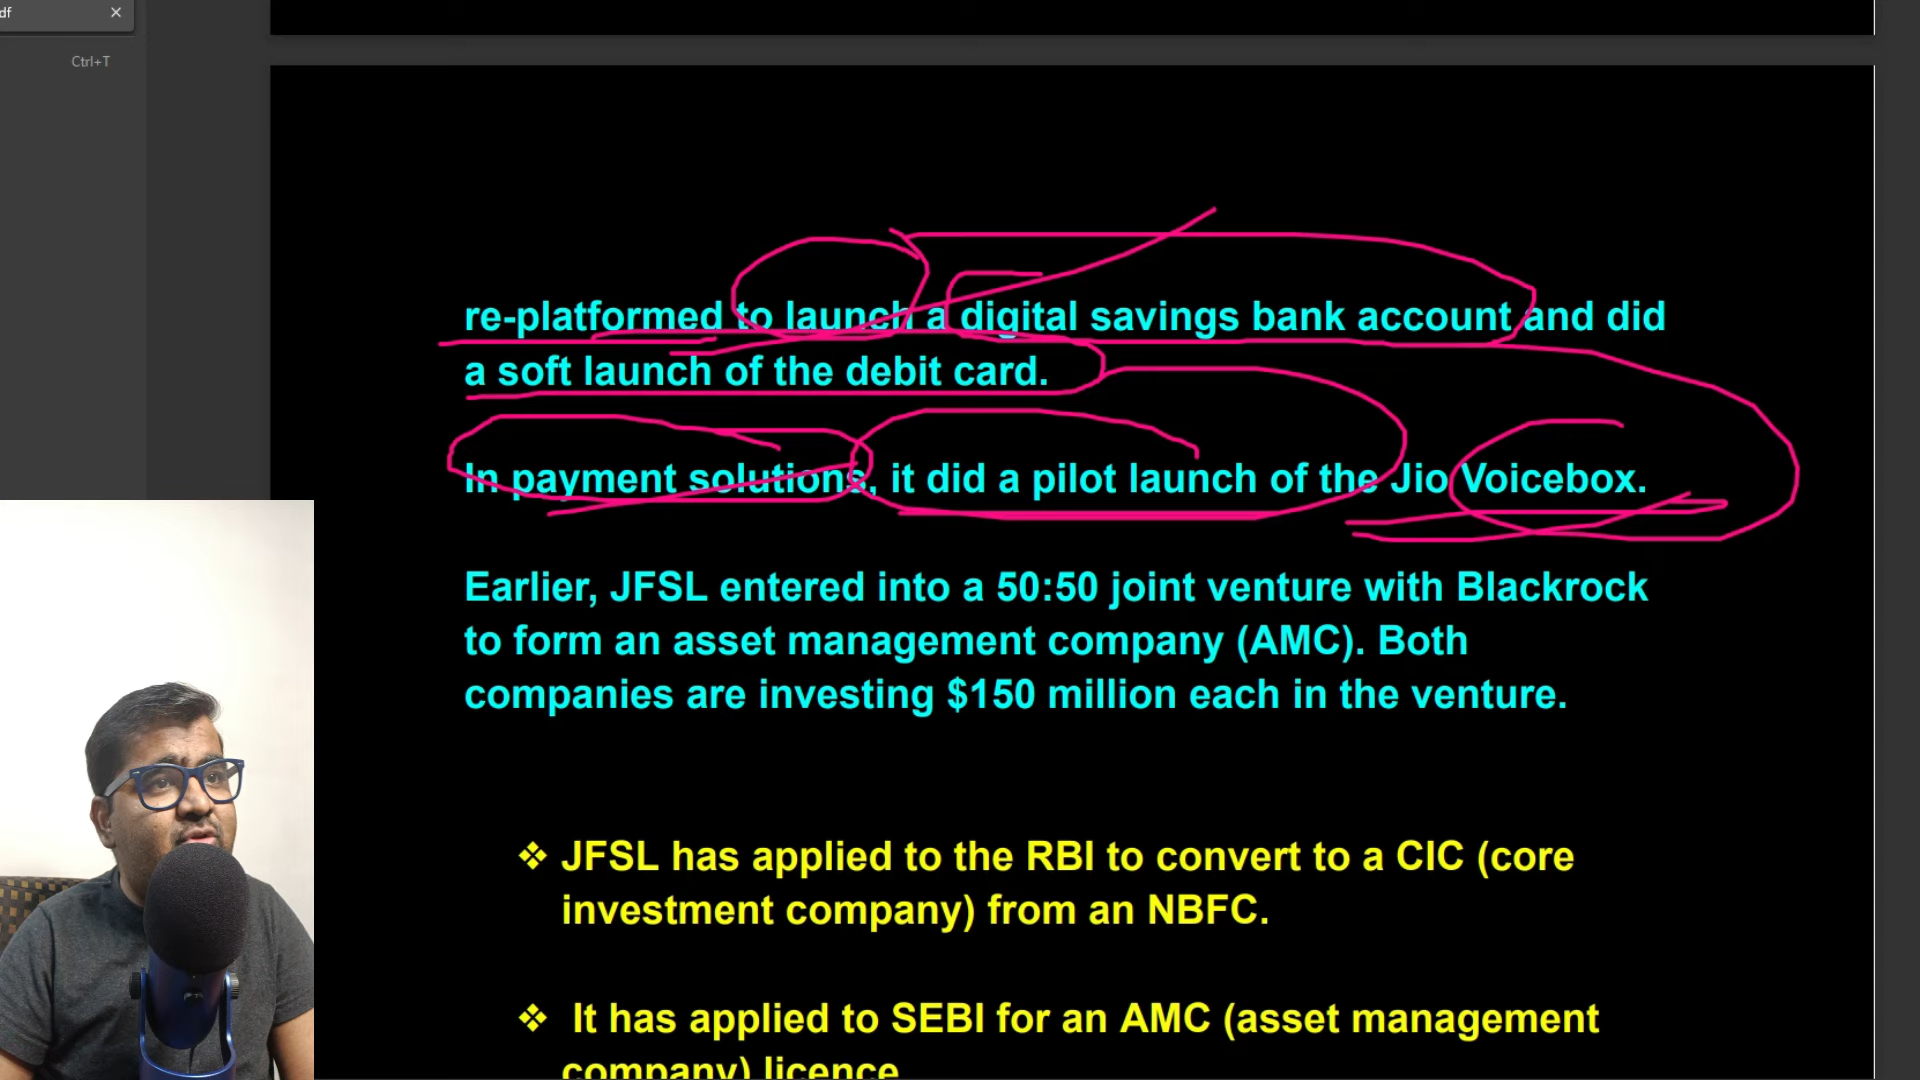 df
Ctrl+T
re-platformed to launch a digital savings bank account and did
a soft launch of the debit card.
In payment solutions, it did a pilot launch of the Jio Voicebox.
Earlier, JFSL entered into a 50:50 joint venture with Blackrock
to form an asset management company (AMC). Both
companies are investing $150 million each in the venture.
❖ JFSL has applied to the RBI to convert to a CIC (core
investment company) from an NBFC.
❖ It has applied to SEBI for an AMC (asset management
company) licence